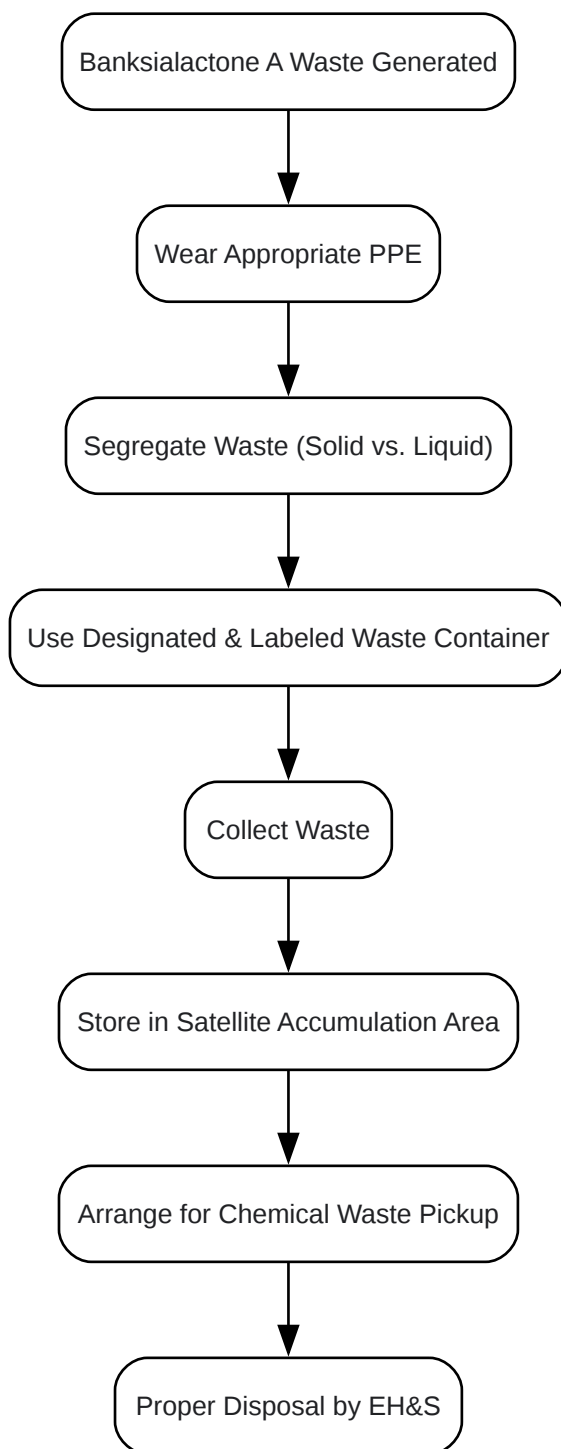 Banksialactone A Waste Generated
Wear Appropriate PPE
Segregate Waste (Solid vs. Liquid)
Use Designated & Labeled Waste Container
Collect Waste
Store in Satellite Accumulation Area
Arrange for Chemical Waste Pickup
Proper Disposal by EH&S